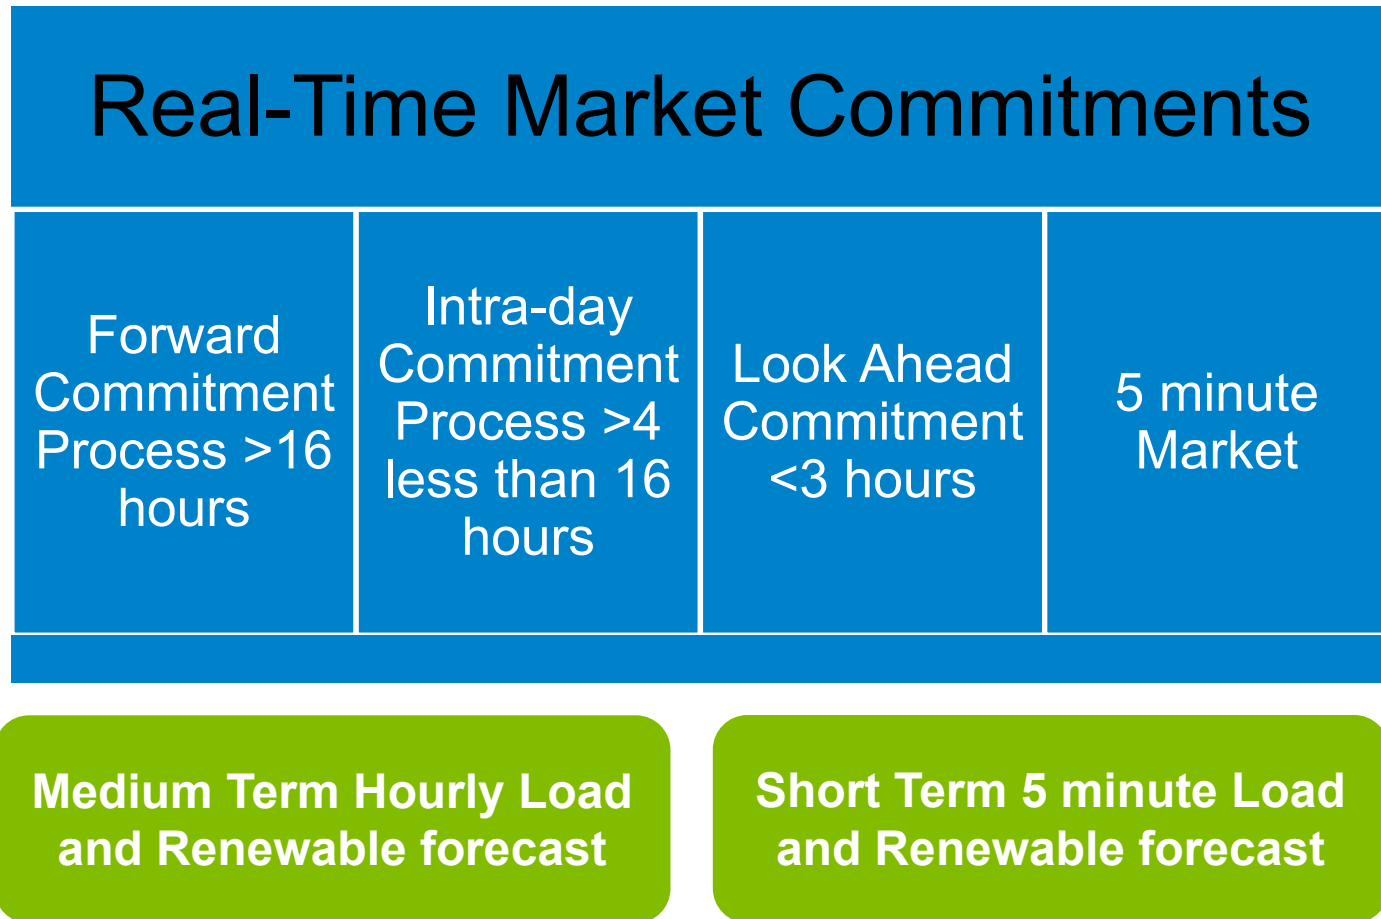 Real-Time Market Commitments
Forward
Commitment
Process >16
hours
Intra-day
Commitment
Process >4
less than 16
hours
Look Ahead
Commitment
<3 hours
5 minute
Market
Medium Term Hourly Load
and Renewable forecast
Short Term 5 minute Load
and Renewable forecast